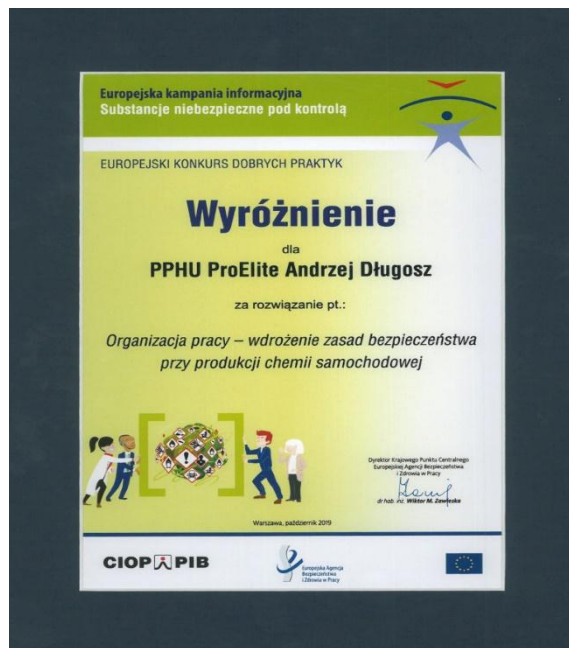 Europejska kampania informacyjna
Substancje niebezpieczne pod kontrolą
EUROPEJSKI KONKURS DOBRYCH PRAKTYK
Wyróżnienie
dla
PPHU ProElite Andrzej Długosz
za rozwiązanie pt.:
Organizacja pracy – wdrożenie zasad bezpieczeństwa
przy produkcji chemii samochodowej
Dyrektor Krajowego Punktu Centralnego
Europejskiej Agencji Bezpieczeństwa
i Zdrowia w Pracy
dr hab. inż. Wiktor M. Zawieska
Warszawa, październik 2019
CIOP PIB
Europejska Agencja
Bezpieczeństwa
i Zdrowia w Pracy